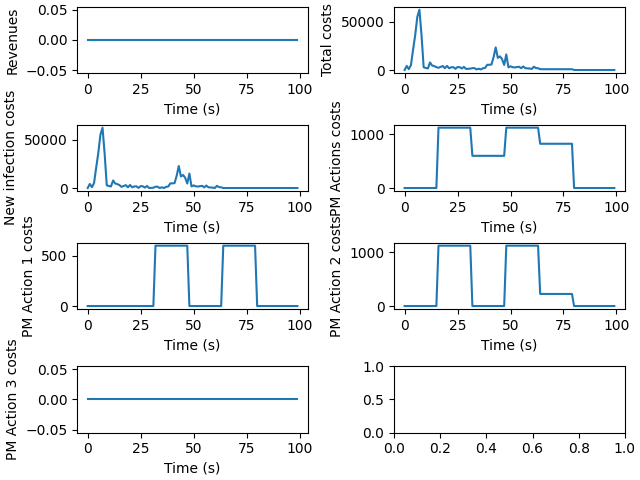 Revenues
0.05
0.00
−0.05
0 25 50 75 100
Time (s)
Total costs
50000
0
0 25 50 75 100
Time (s)
New infection costs
50000
0
0 25 50 75 100
Time (s)
PM Actions costs
1000
0
0 25 50 75 100
Time (s)
PM Action 1 costs
500
0
0 25 50 75 100
Time (s)
PM Action 2 costs
1000
0
0 25 50 75 100
Time (s)
PM Action 3 costs
0.05
0.00
−0.05
0 25 50 75 100
Time (s)
1.0
0.5
0.0
0.0 0.2 0.4 0.6 0.8 1.0